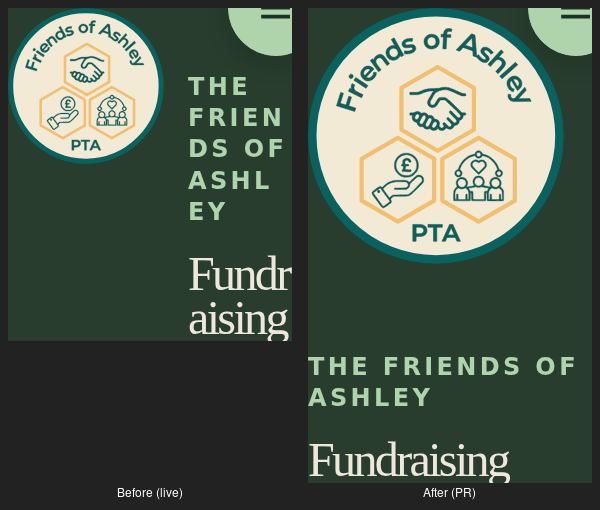 Friends of Ashley
£
PTA
THE
FRIEN
DS OF
ASHL
EY
Fundr
aising
Before (live)
Friends of Ashley
£
PTA
THE FRIENDS OF
ASHLEY
Fundraising
After (PR)